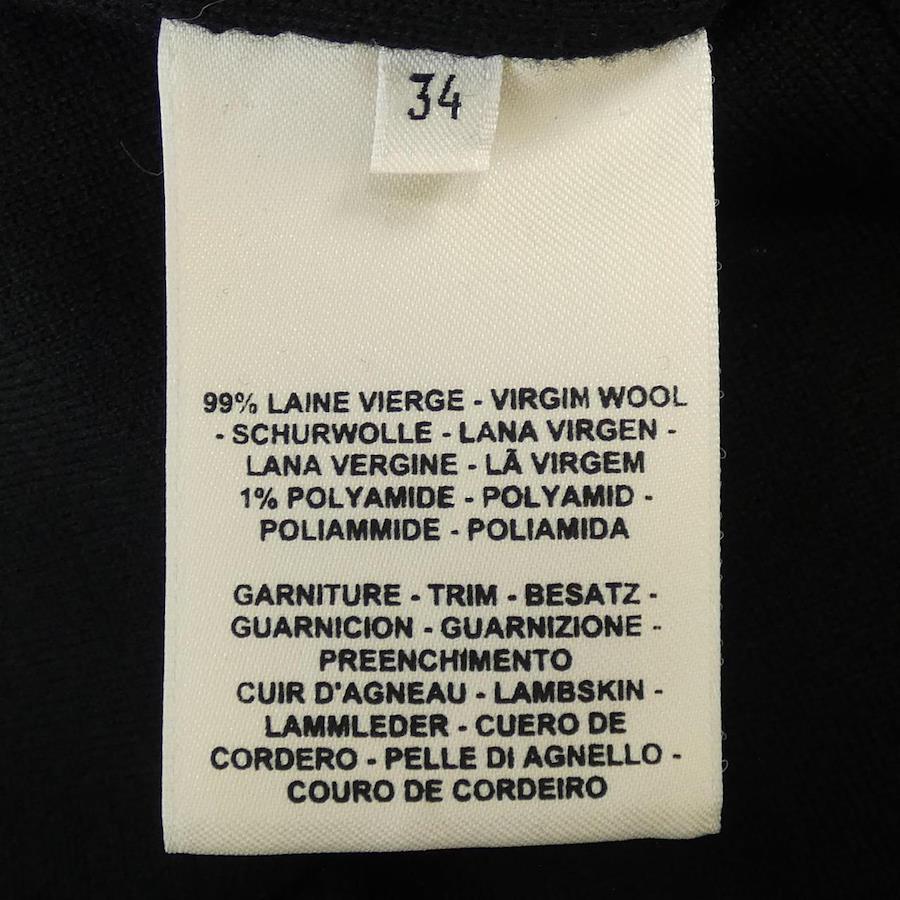 34
99% LAINE VIERGE - VIRGIM WOOL
- SCHURWOLLE - LANA VIRGEN -
LANA VERGINE - LÃ VIRGEM
1% POLYAMIDE - POLYAMID -
POLIAMMIDE - POLIAMIDA
GARNITURE - TRIM - BESATZ -
GUARNICION - GUARNIZIONE -
PREENCHIMENTO
CUIR D'AGNEAU - LAMBSKIN -
LAMMLEDER - CUERO DE
CORDERO - PELLE DI AGNELLO -
COURO DE CORDEIRO